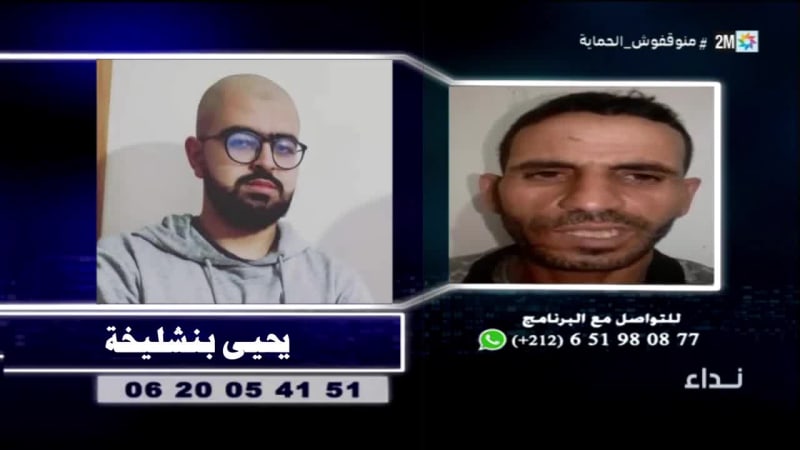 #منوقفوش_الحماية 2M
للتواصل مع البرنامج
(+212) 6 51 98 08 77
يحيى بنشليخة
06 20 05 41 51
نداء